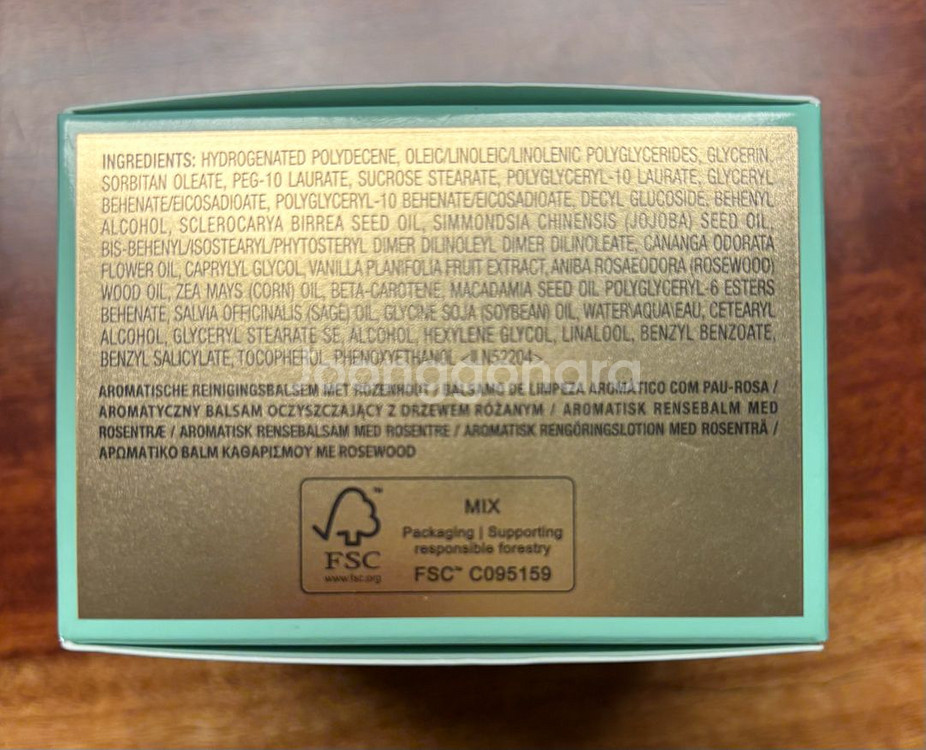 INGREDIENTS: HYDROGENATED POLYDECENE, OLEIC/LINOLEIC/LINOLENIC POLYGLYCERIDES, GLYCERIN,
SORBITAN OLEATE, PEG-10 LAURATE, SUCROSE STEARATE, POLYGLYCERYL-10 LAURATE, GLYCERYL
BEHENATE/EICOSADIOATE, POLYGLYCERYL-10 BEHENATE/EICOSADIOATE, DECYL GLUCOSIDE, BEHENYL
ALCOHOL, SCLEROCARYA BIRREA SEED OIL, SIMMONDSIA CHINENSIS (JOJOBA) SEED OIL,
BIS-BEHENYL/ISOSTEARYL/PHYTOSTERYL DIMER DILINOLEYL DIMER DILINOLEATE, CANANGA ODORATA
FLOWER OIL, CAPRYLYL GLYCOL, VANILLA PLANIFOLIA FRUIT EXTRACT, ANIBA ROSAEODORA (ROSEWOOD)
WOOD OIL, ZEA MAYS (CORN) OIL, BETA-CAROTENE, MACADAMIA SEED OIL POLYGLYCERYL-6 ESTERS
BEHENATE, SALVIA OFFICINALIS (SAGE) OIL, GLYCINE SOJA (SOYBEAN) OIL, WATER\AQUA\EAU, CETEARYL
ALCOHOL, GLYCERYL STEARATE SE, ALCOHOL, HEXYLENE GLYCOL, LINALOOL, BENZYL BENZOATE,
BENZYL SALICYLATE, TOCOPHEROL, PHENOXYETHANOL <ILN52204>
joonggonara
AROMATISCHE REINIGINGSBALSEM MET ROZENHOUT / BALSAMO DE LIMPEZA AROMÁTICO COM PAU-ROSA /
AROMATYCZNY BALSAM OCZYSZCZAJĄCY Z DRZEWEM RÓŻANYM / AROMATISK RENSEBALM MED
ROSENTRÆ / AROMATISK RENSEBALSAM MED ROSENTRE / AROMATISK RENGÖRINGSLOTION MED ROSENTRÄ /
ΑΡΩΜΑΤΙΚΟ BALM ΚΑΘΑΡΙΣΜΟΥ ΜΕ ROSEWOOD
MIX
Packaging | Supporting
responsible forestry
FSC™ C095159
™
FSC
www.fsc.org